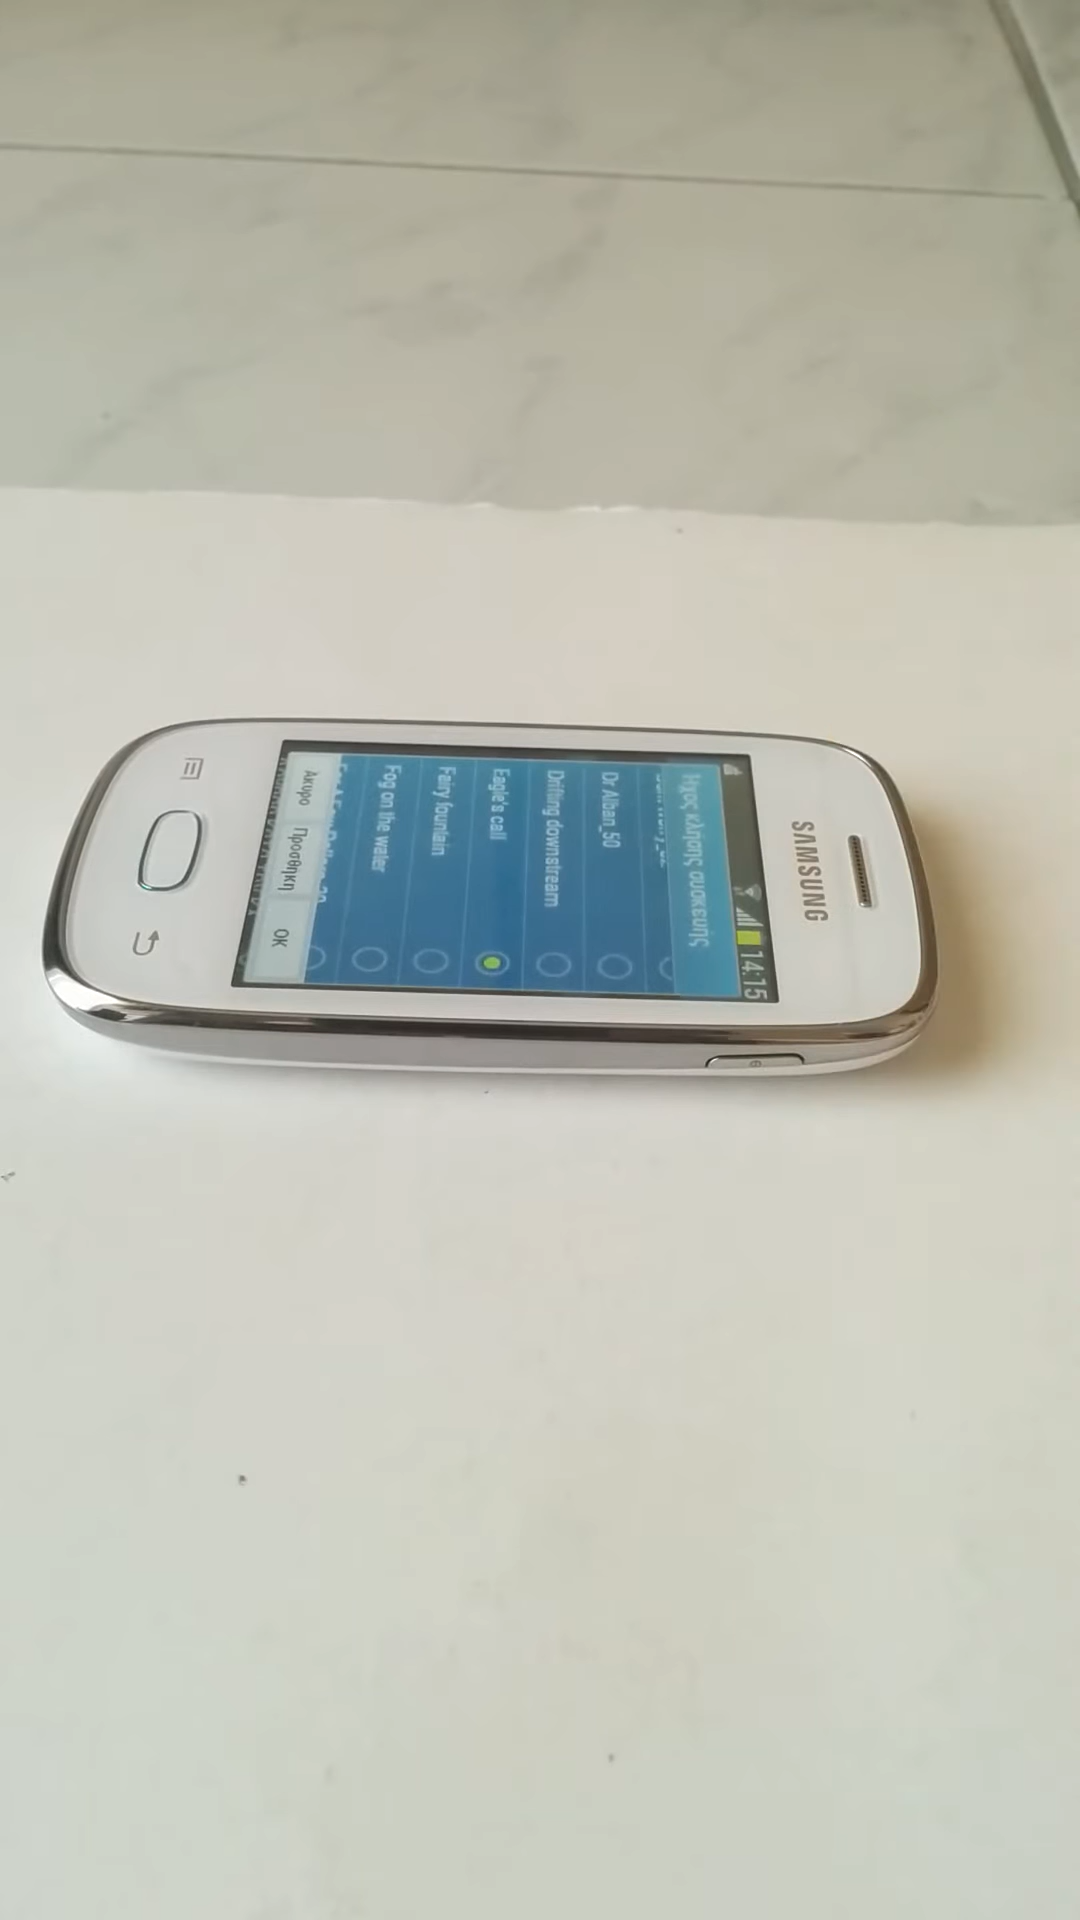 SAMSUNG
14:15
Ήχος κλήσης συσκευής
Dr Alban_50
Drifting downstream
Eagle's call
Fairy fountain
Fog on the water
Άκυρο Προσθήκη OK